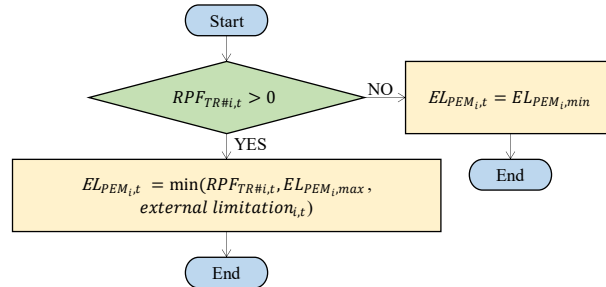 Start
RPF_{TR#i,t} > 0
NO
EL_{PEM_i,t} = EL_{PEM_i,min}
YES
End
EL_{PEM_i,t} = min(RPF_{TR#i,t}, EL_{PEM_i,max},
external limitation_{i,t})
End